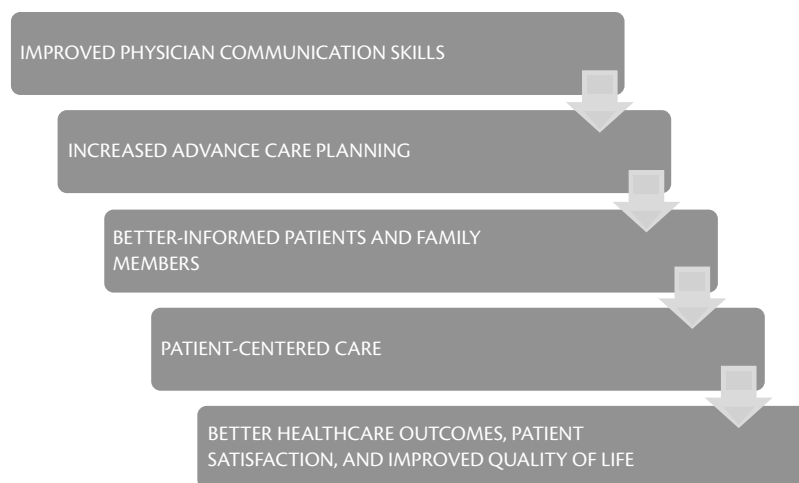 IMPROVED PHYSICIAN COMMUNICATION SKILLS
INCREASED ADVANCE CARE PLANNING
BETTER-INFORMED PATIENTS AND FAMILY
MEMBERS
PATIENT-CENTERED CARE
BETTER HEALTHCARE OUTCOMES, PATIENT
SATISFACTION, AND IMPROVED QUALITY OF LIFE